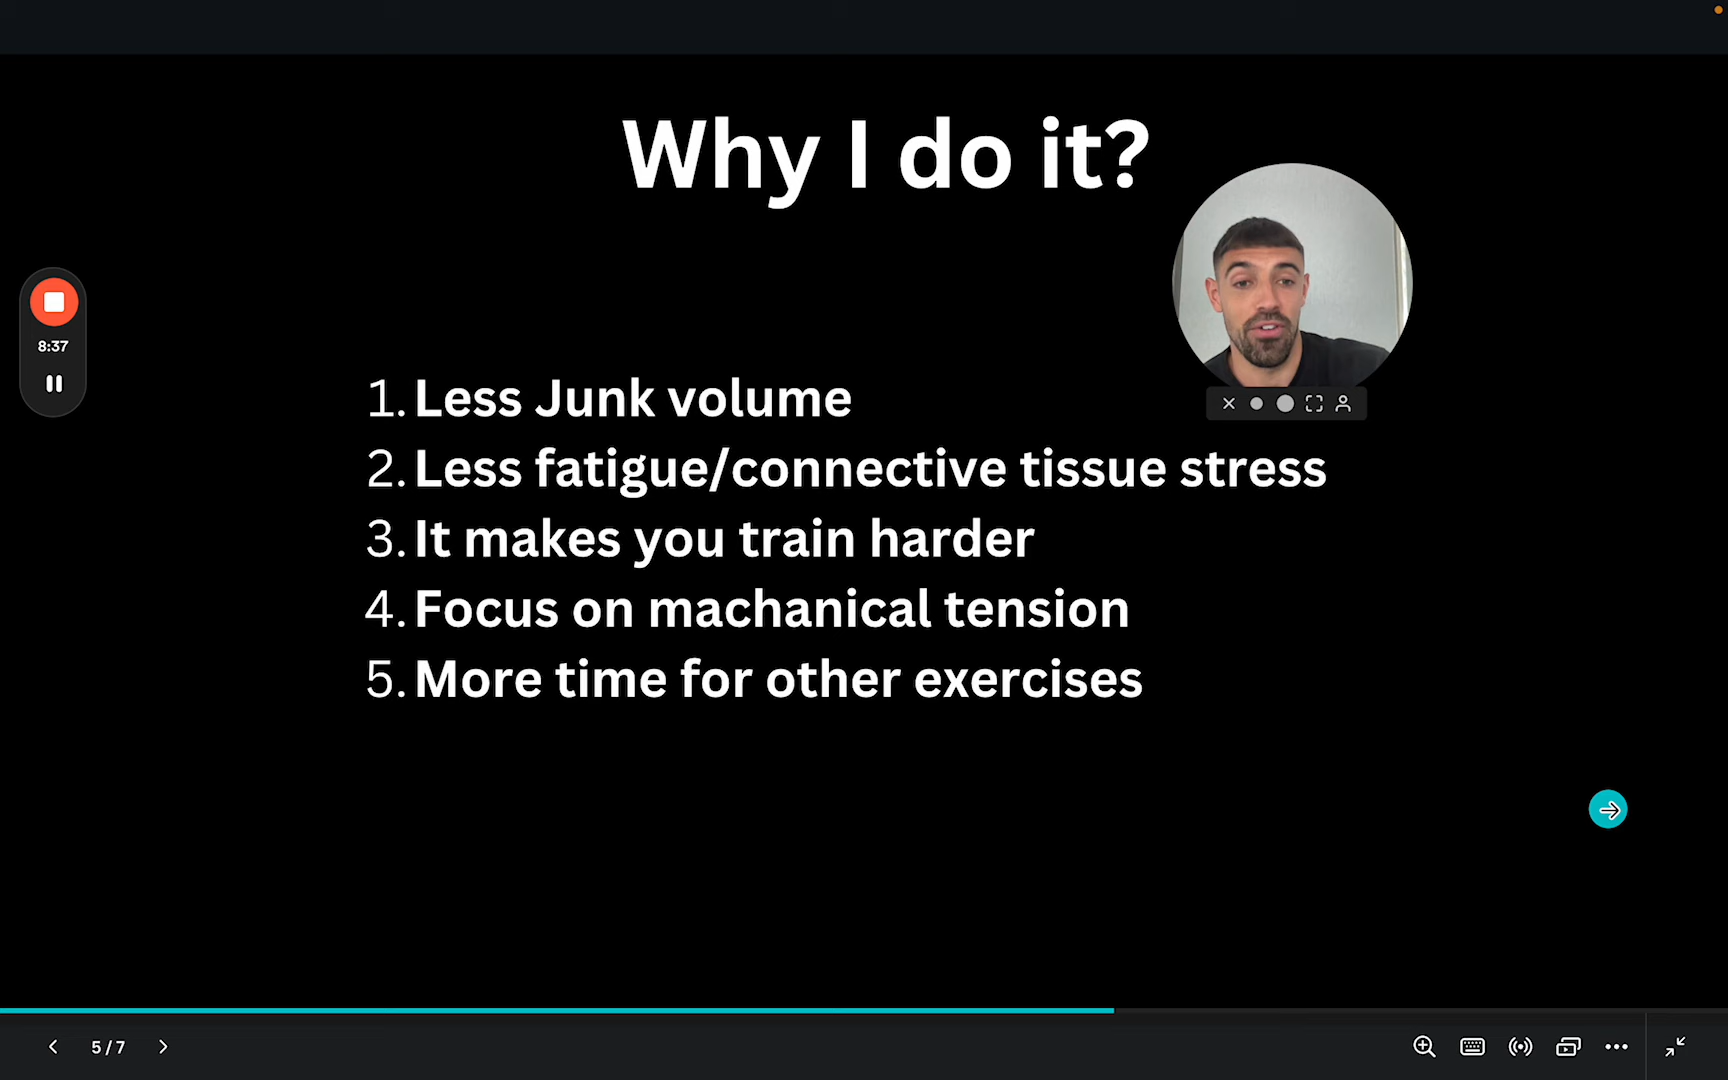 Why I do it?
8:37
1. Less Junk volume
2. Less fatigue/connective tissue stress
3. It makes you train harder
4. Focus on machanical tension
5. More time for other exercises
5 / 7